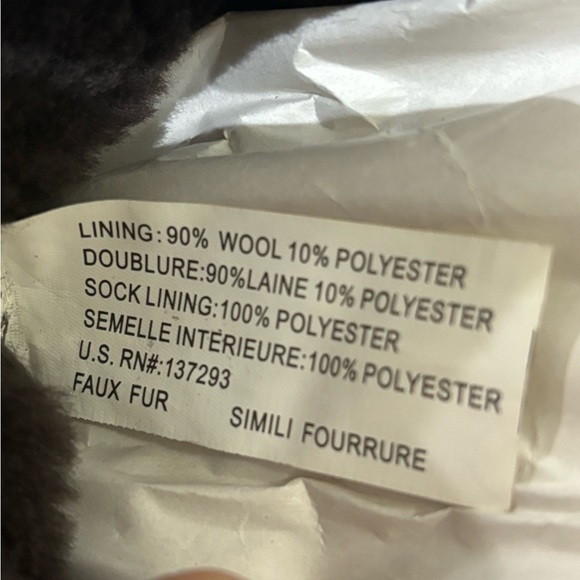 LINING: 90% WOOL 10% POLYESTER
DOUBLURE:90%LAINE 10% POLYESTER
SOCK LINING:100% POLYESTER
SEMELLE INTÉRIEURE:100% POLYESTER
U.S. RN#:137293
FAUX FUR SIMILI FOURRURE